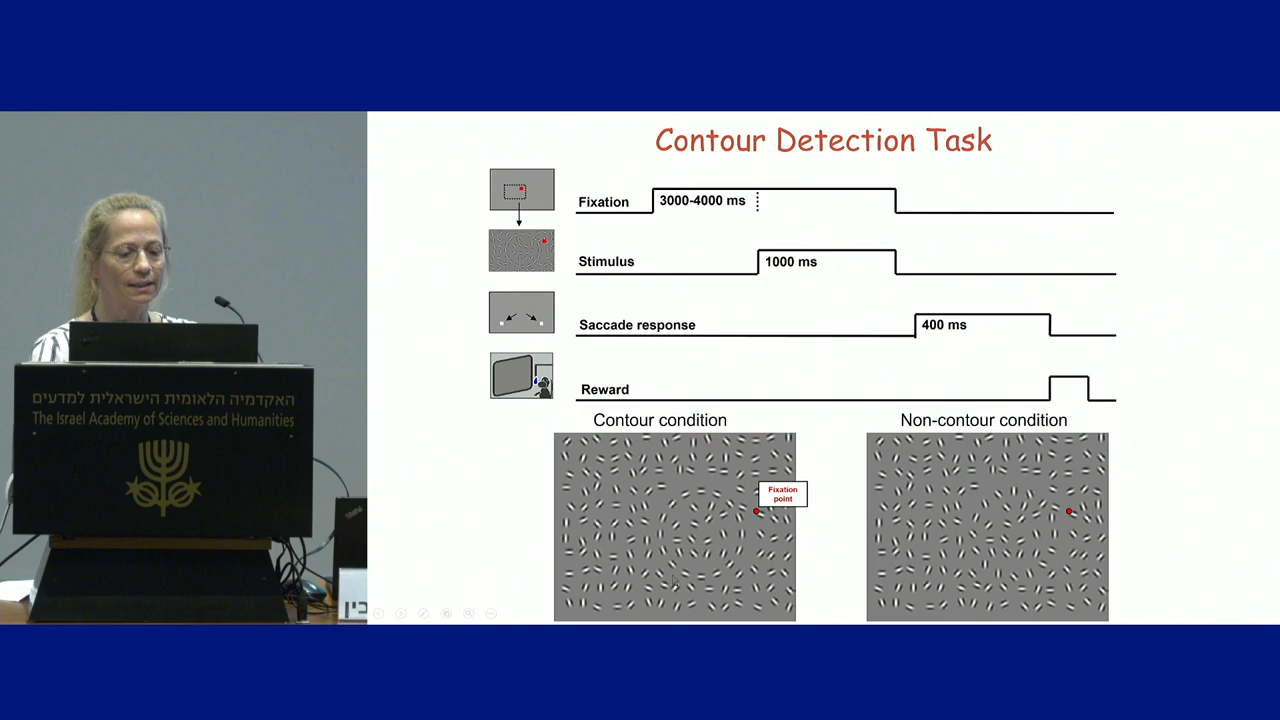 Contour Detection Task
Fixation
3000-4000 ms
Stimulus
1000 ms
Saccade response
400 ms
Reward
Contour condition
Non-contour condition
Fixation
point
האקדמיה הלאומית הישראלית למדעים
The Israel Academy of Sciences and Humanities